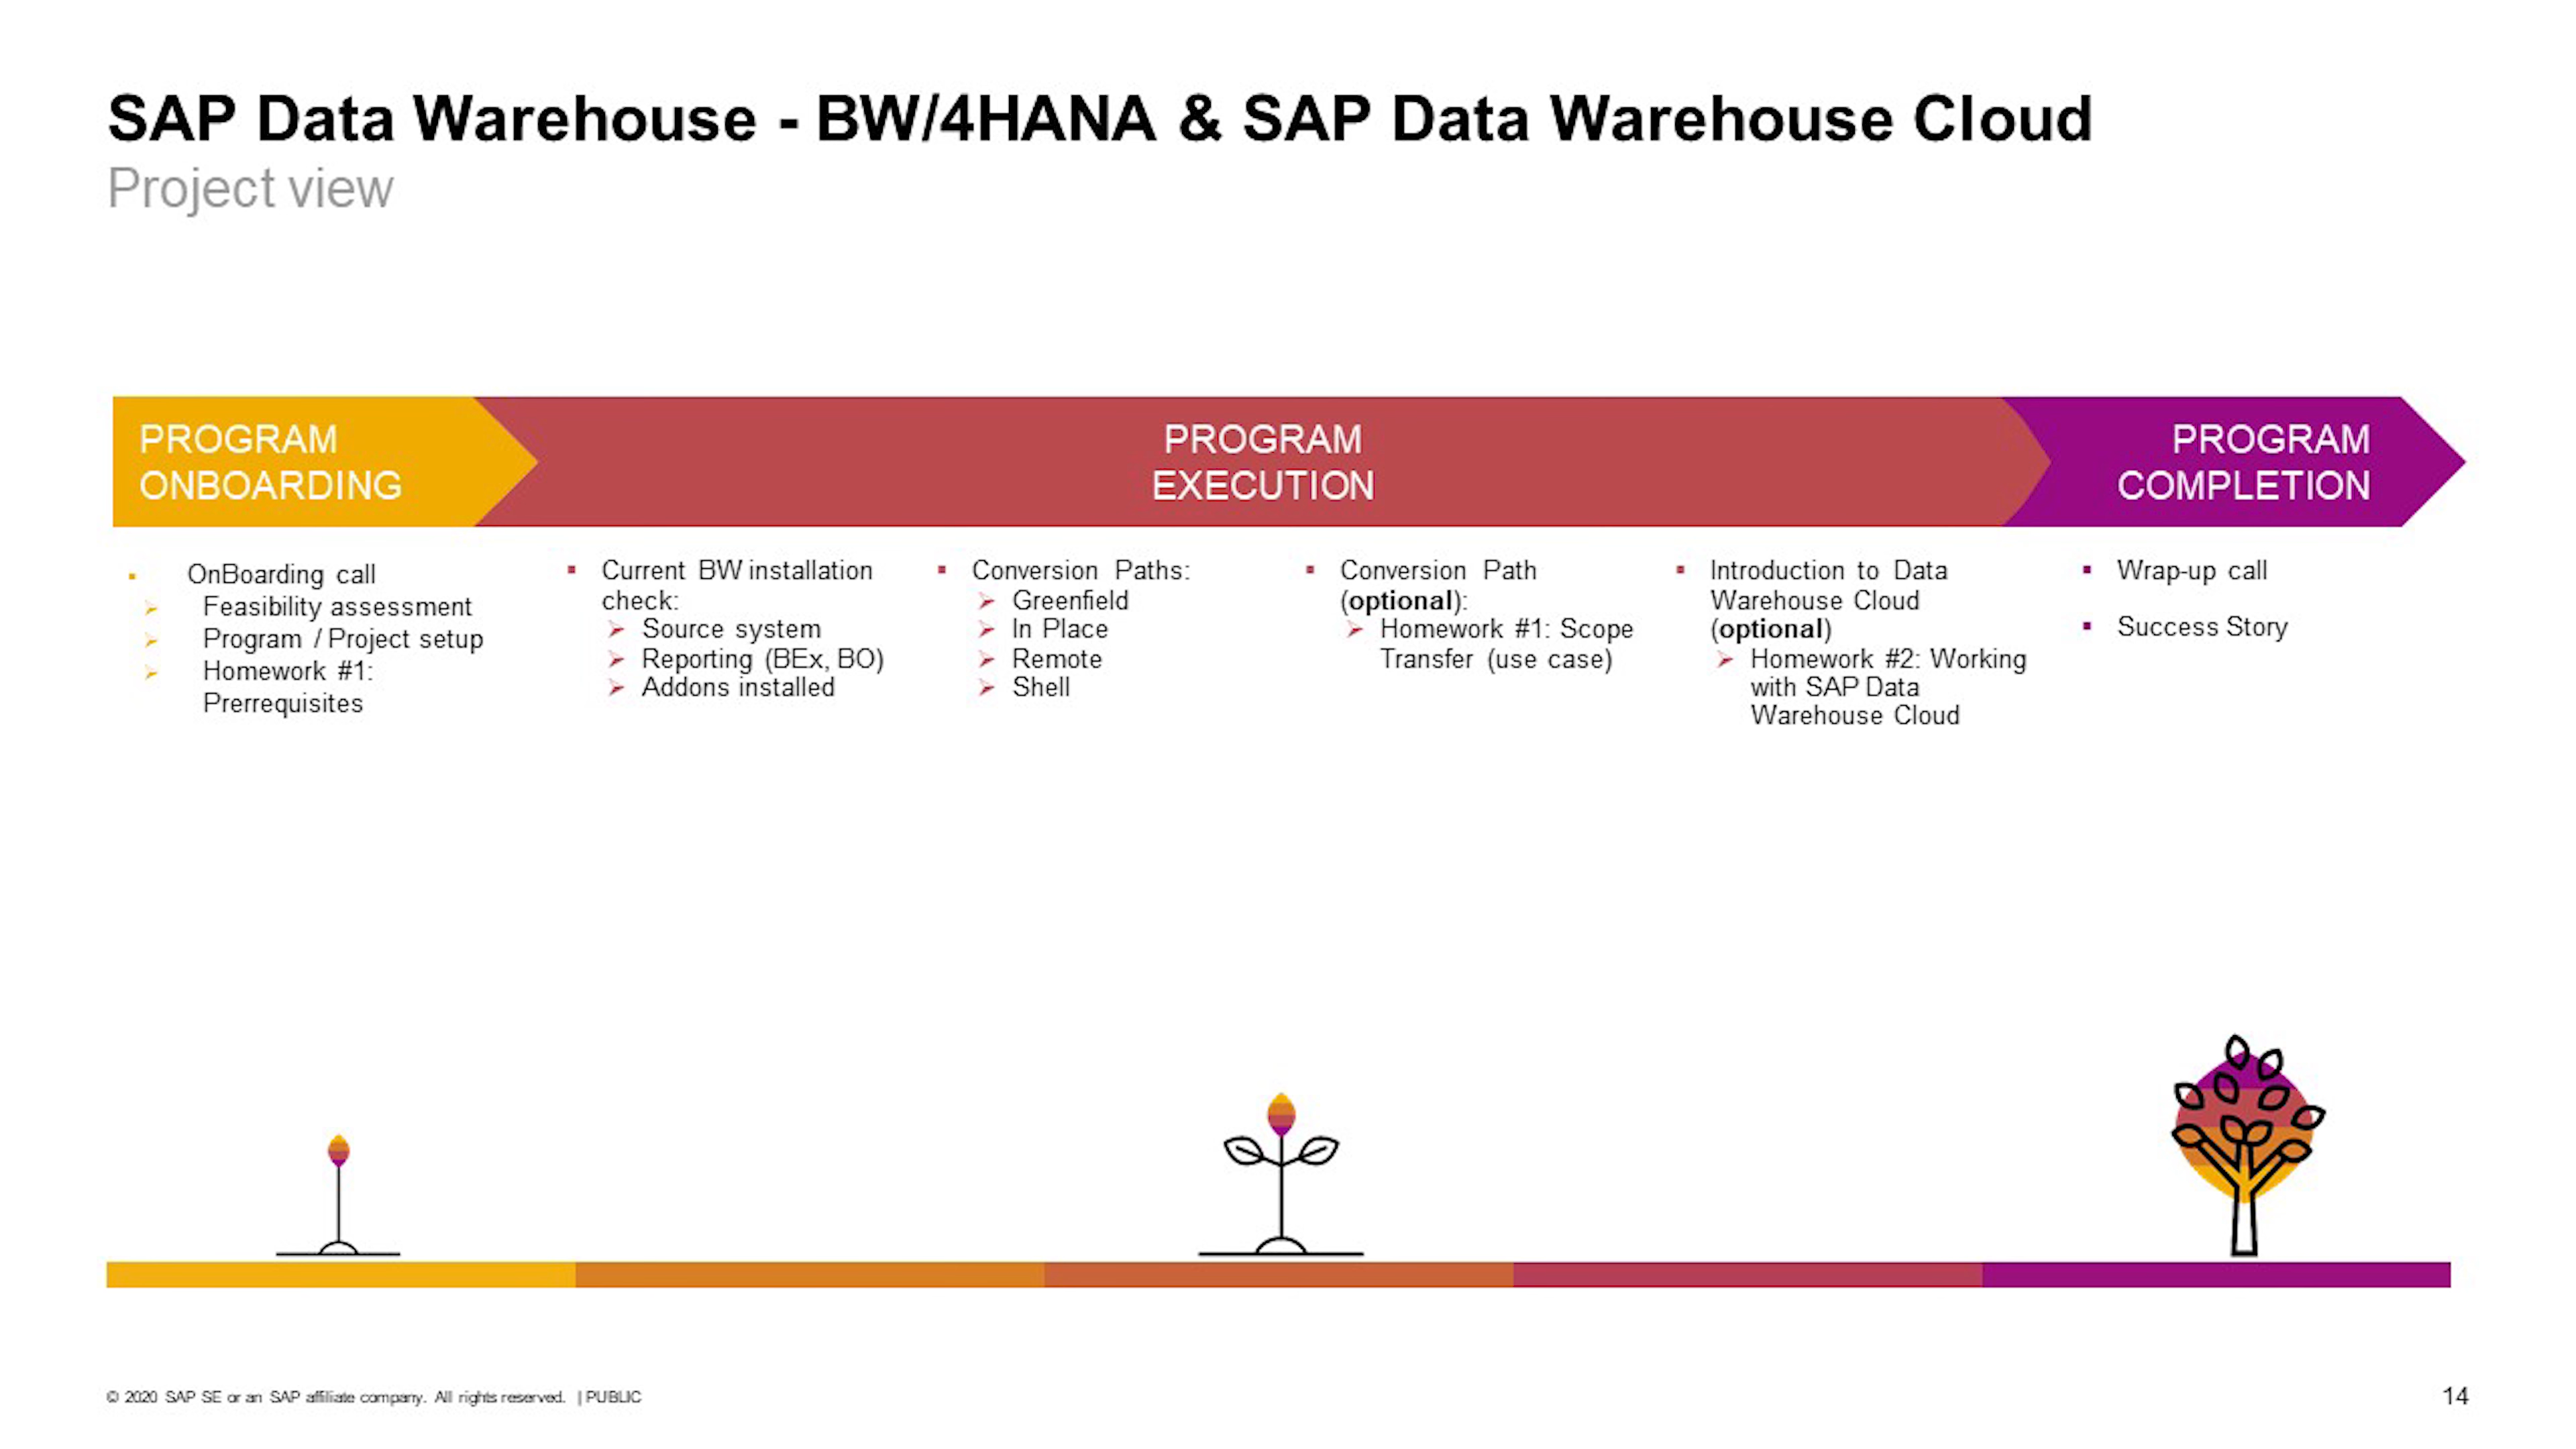 SAP Data Warehouse - BW/4HANA & SAP Data Warehouse Cloud
Project view
PROGRAM
ONBOARDING
PROGRAM
EXECUTION
PROGRAM
COMPLETION
OnBoarding call
Feasibility assessment
Program / Project setup
Homework #1:
Prerrequisites
Current BW installation
check:
Source system
Reporting (BEx, BO)
Addons installed
Conversion Paths:
Greenfield
In Place
Remote
Shell
Conversion Path
(optional):
Homework #1: Scope
Transfer (use case)
Introduction to Data
Warehouse Cloud
(optional)
Homework #2: Working
with SAP Data
Warehouse Cloud
Wrap-up call
Success Story
© 2020 SAP SE or an SAP affiliate company. All rights reserved. | PUBLIC
14